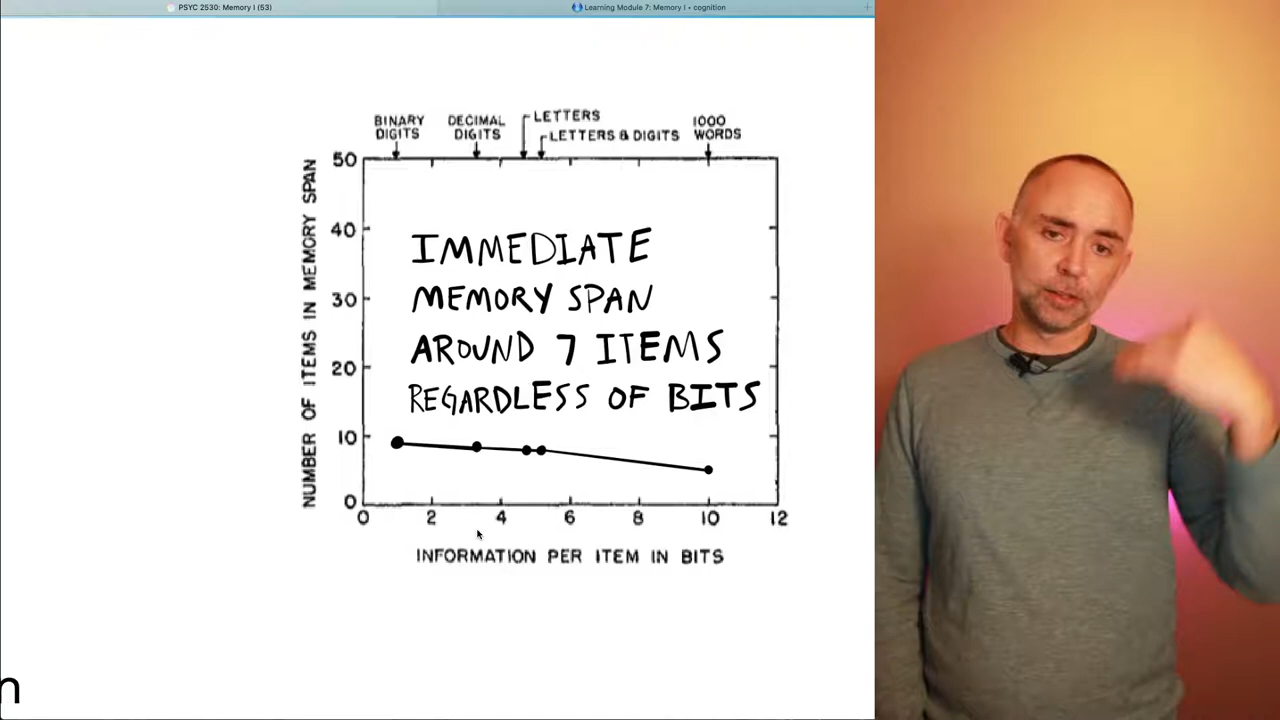 PSYC 2530: Memory I (53)
Learning Module 7: Memory I • cognition
+
BINARY DIGITS
DECIMAL DIGITS
LETTERS
LETTERS & DIGITS
1000 WORDS
NUMBER OF ITEMS IN MEMORY SPAN
50
40
30
20
10
0
IMMEDIATE
MEMORY SPAN
AROUND 7 ITEMS
REGARDLESS OF BITS
0 2 4 6 8 10 12
INFORMATION PER ITEM IN BITS
n